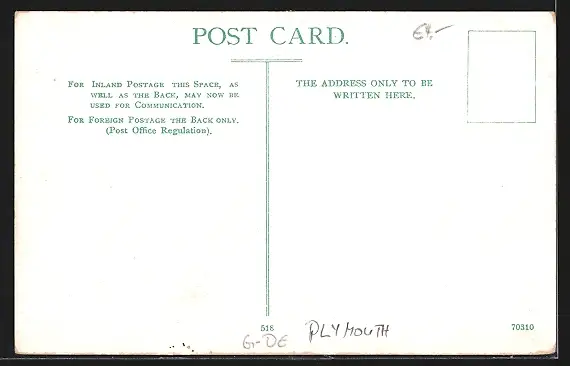 POST CARD.
€4,-
FOR INLAND POSTAGE THIS SPACE, AS
WELL AS THE BACK, MAY NOW BE
USED FOR COMMUNICATION.
FOR FOREIGN POSTAGE THE BACK ONLY.
(Post Office Regulation).
THE ADDRESS ONLY TO BE
WRITTEN HERE.
518
PLYMOUTH
70310
Gr-DE